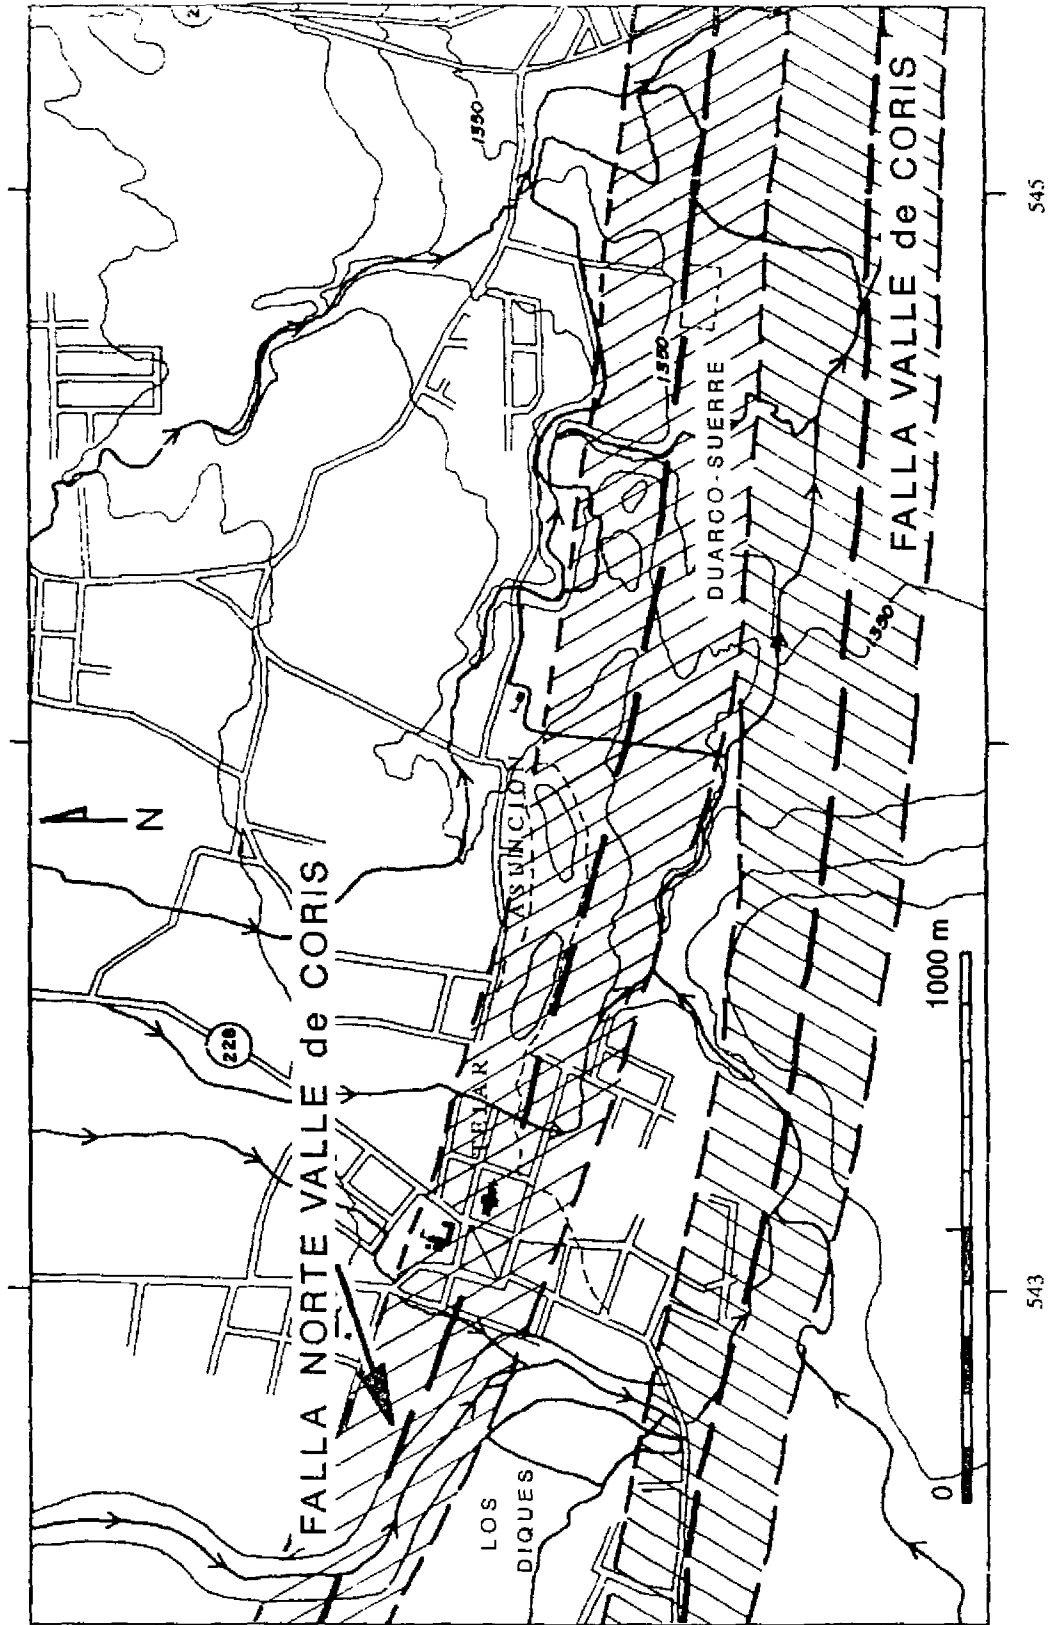 FALLA NORTE VALLE de CORIS
228
N
1350
TEJAR
ASUNCION
LOS
DIQUES
DUARCO-SUERRE
1350
1350
FALLA VALLE de CORIS
0
1000 m
543
545